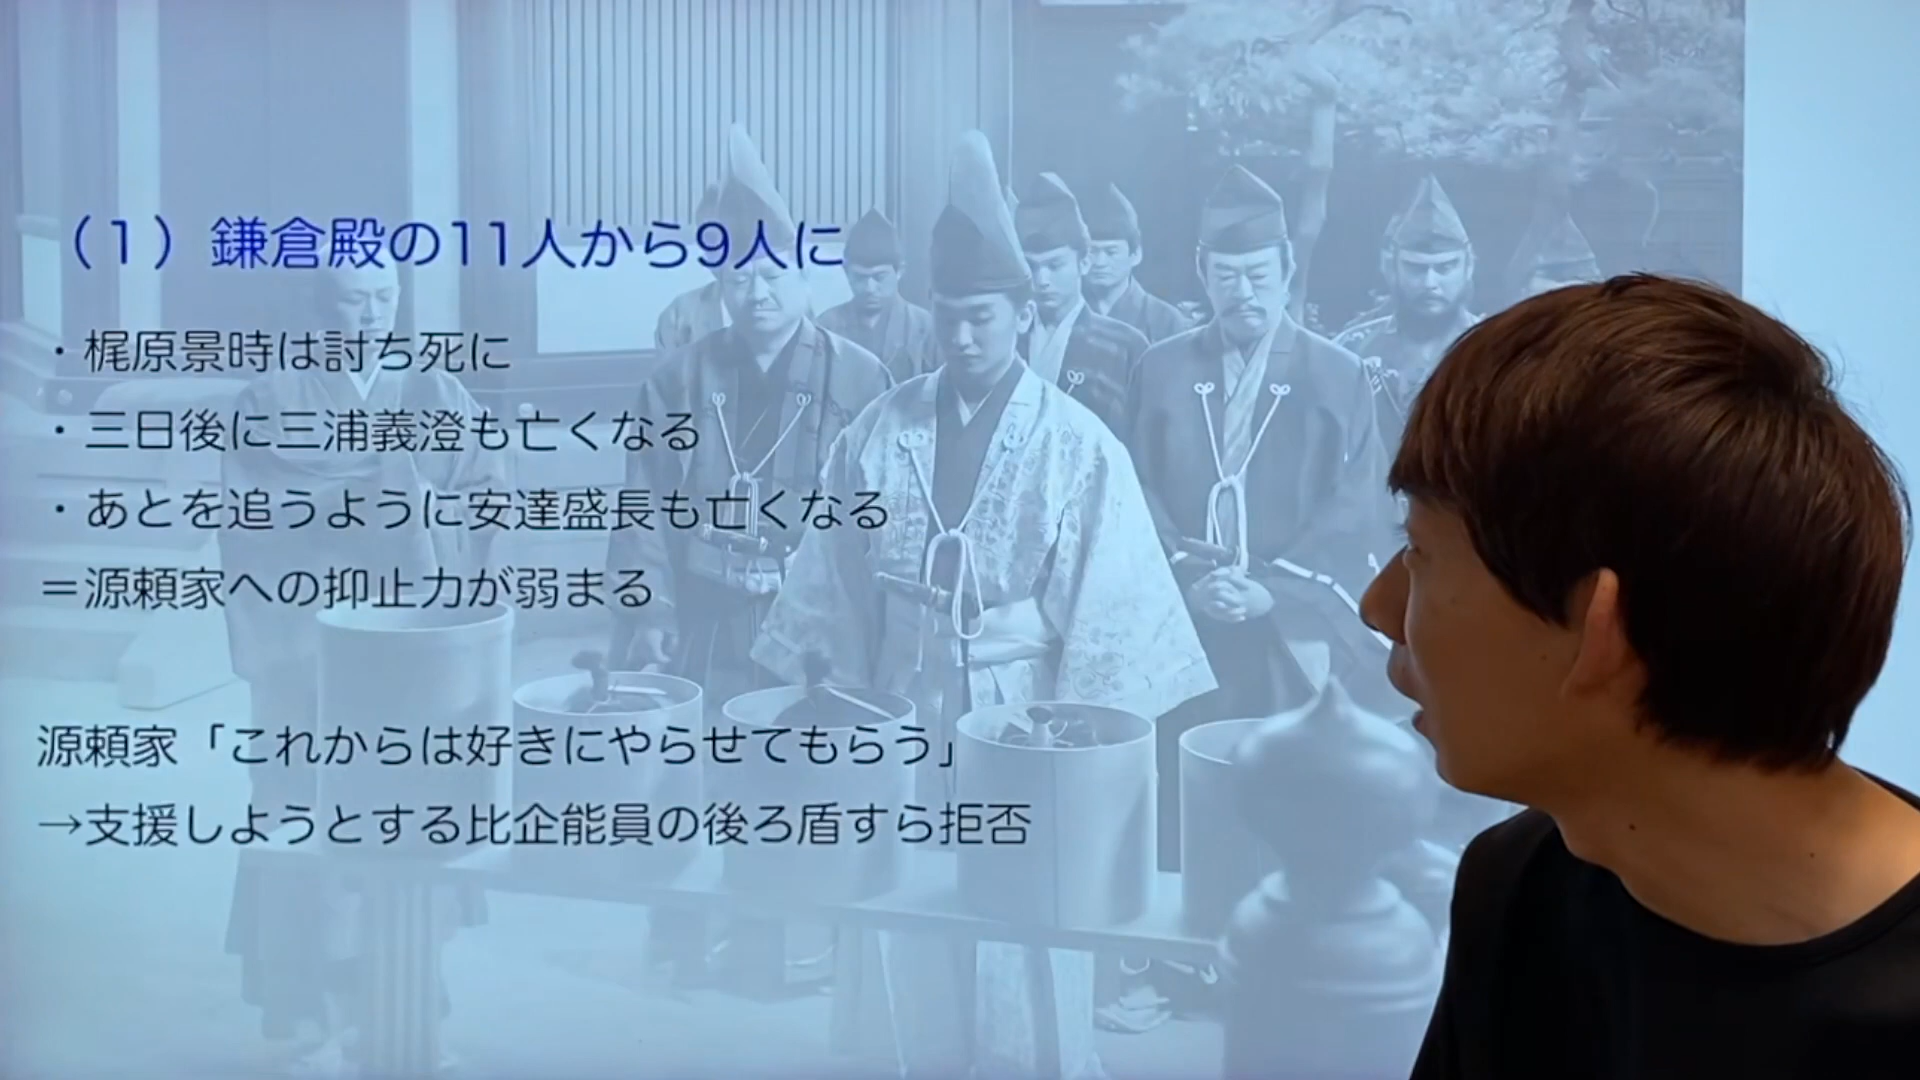 （１）鎌倉殿の11人から9人に
・梶原景時は討ち死に
・三日後に三浦義澄も亡くなる
・あとを追うように安達盛長も亡くなる
＝源頼家への抑止力が弱まる
源頼家「これからは好きにやらせてもらう」
→支援しようとする比企能員の後ろ盾すら拒否